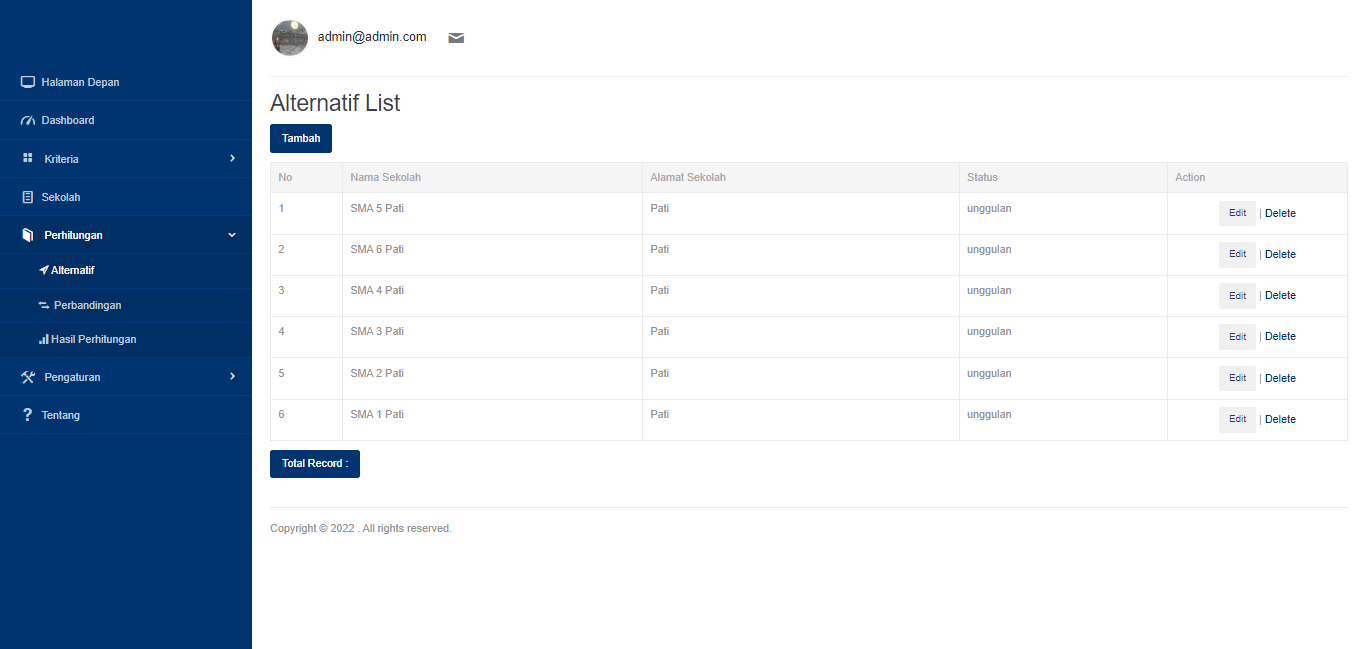 admin@admin.com
Halaman Depan
Dashboard
Kriteria
Sekolah
Perhitungan
Alternatif
Perbandingan
Hasil Perhitungan
Pengaturan
Tentang
Alternatif List
Tambah
No Nama Sekolah Alamat Sekolah Status Action
1 SMA 5 Pati Pati unggulan Edit | Delete
2 SMA 6 Pati Pati unggulan Edit | Delete
3 SMA 4 Pati Pati unggulan Edit | Delete
4 SMA 3 Pati Pati unggulan Edit | Delete
5 SMA 2 Pati Pati unggulan Edit | Delete
6 SMA 1 Pati Pati unggulan Edit | Delete
Total Record :
Copyright © 2022 . All rights reserved.